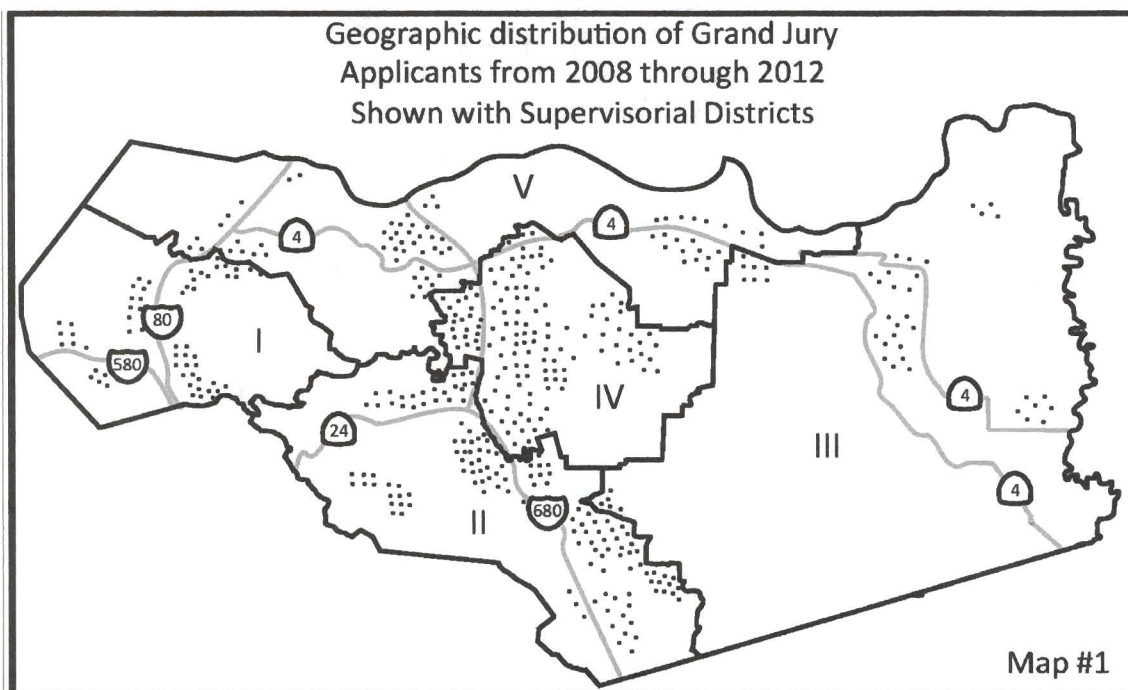 Geographic distribution of Grand Jury
Applicants from 2008 through 2012
Shown with Supervisorial Districts
V
4
4
80
I
580
IV
4
24
III
4
II
680
Map #1